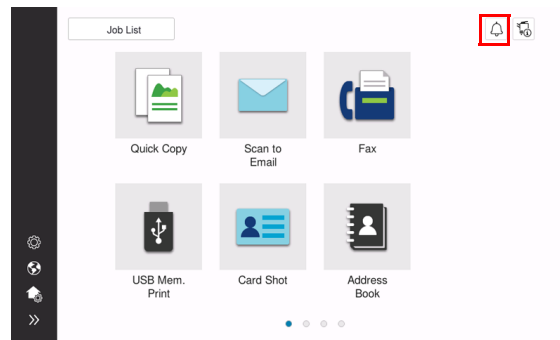 Job List
Quick Copy
Scan to
Email
Fax
USB Mem.
Print
Card Shot
Address
Book